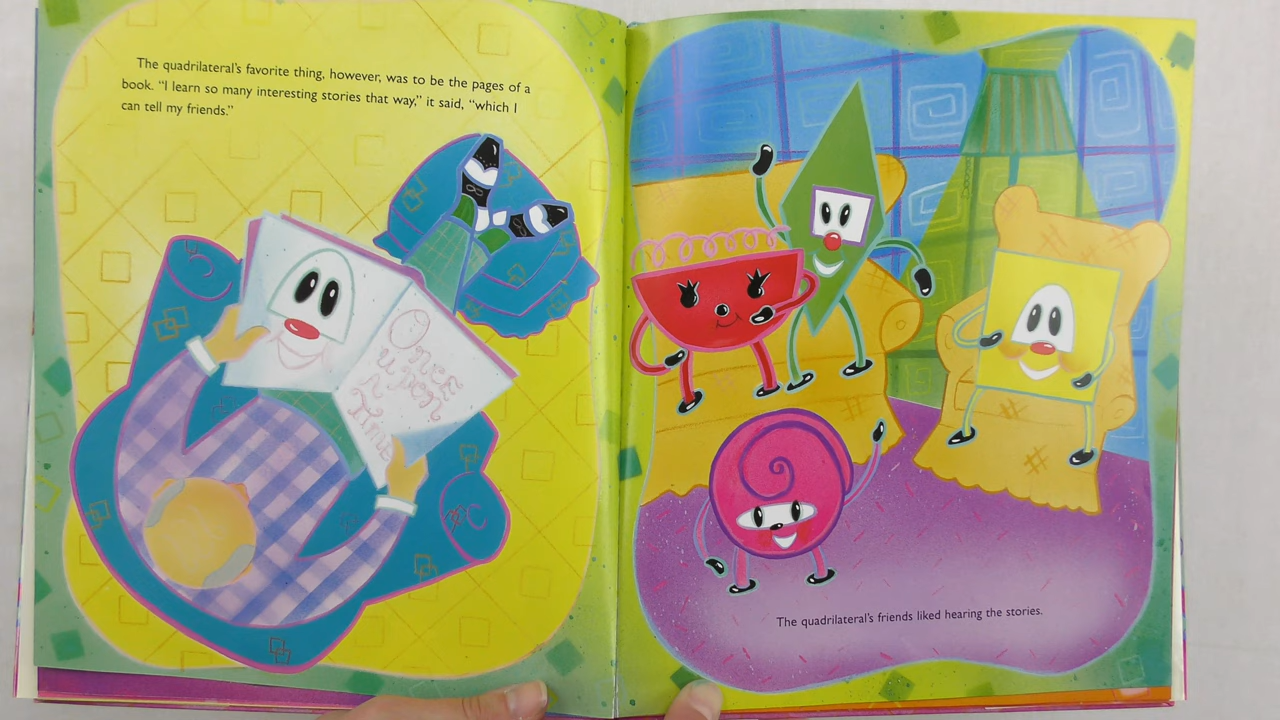 The quadrilateral's favorite thing, however, was to be the pages of a
book. “I learn so many interesting stories that way,” it said, “which I
can tell my friends.”
Once
upon
a
Time
The quadrilateral's friends liked hearing the stories.